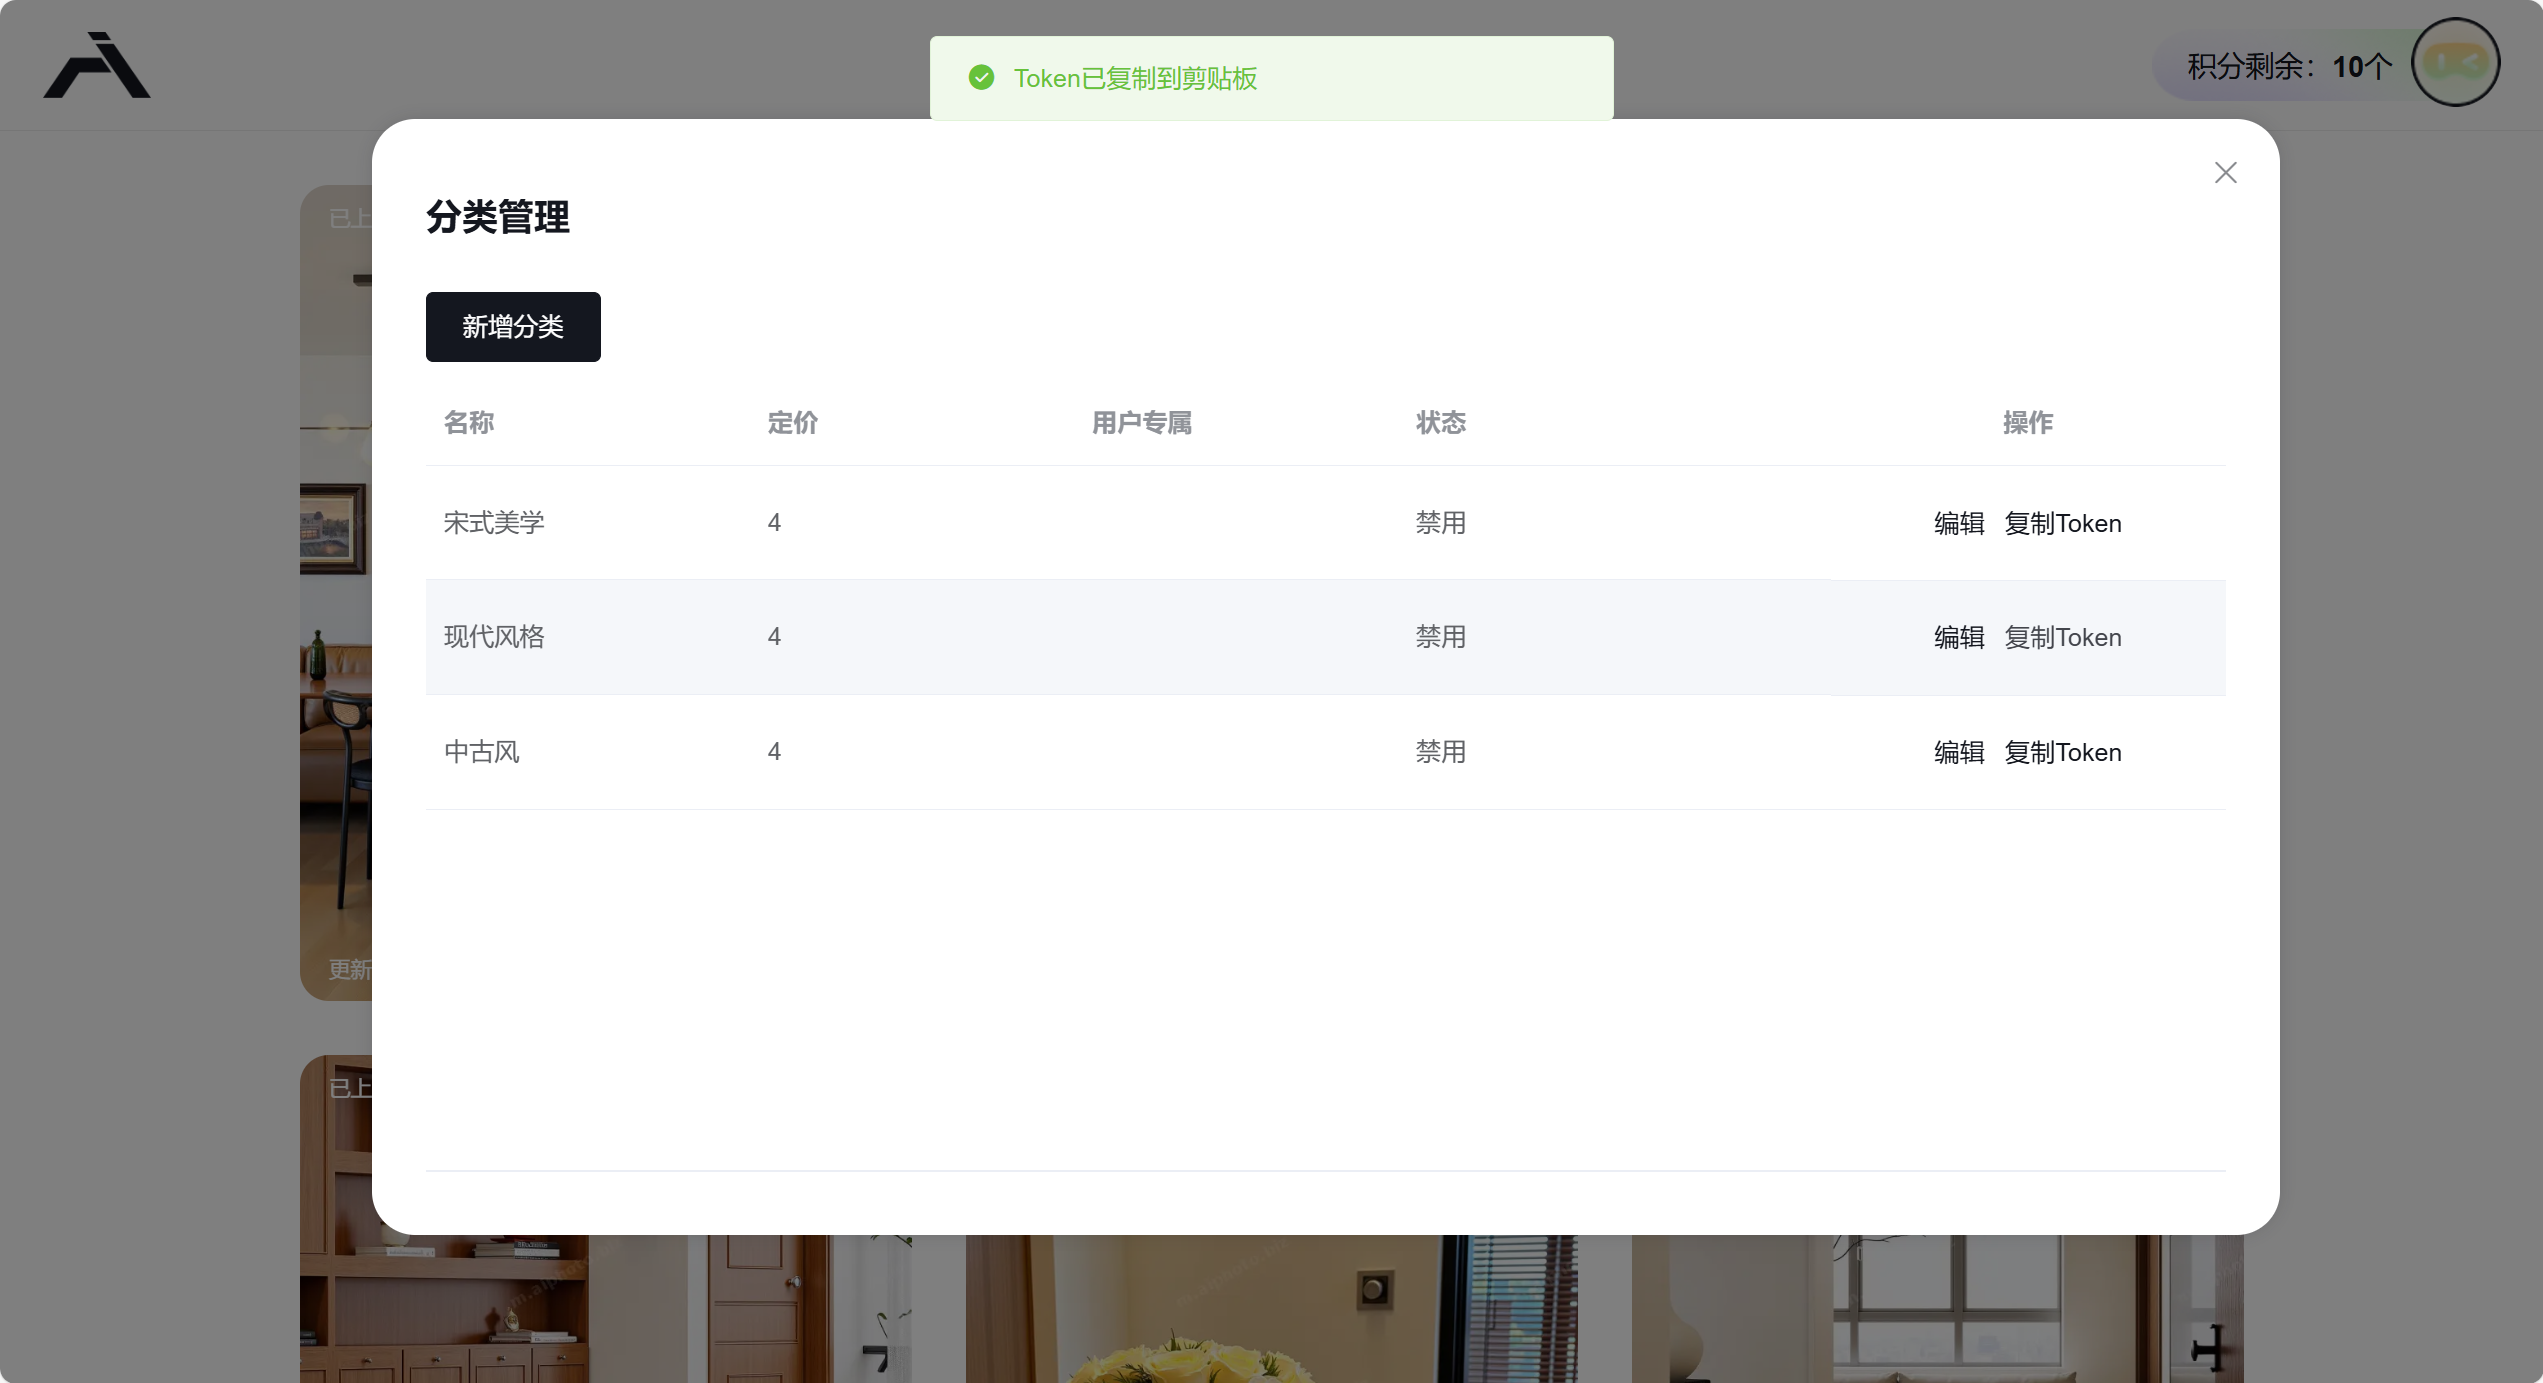 Token已复制到剪贴板
积分剩余：10个
分类管理
新增分类
名称 定价 用户专属 状态 操作
宋式美学 4 禁用 编辑 复制Token
现代风格 4 禁用 编辑 复制Token
中古风 4 禁用 编辑 复制Token
已上
更新
已上